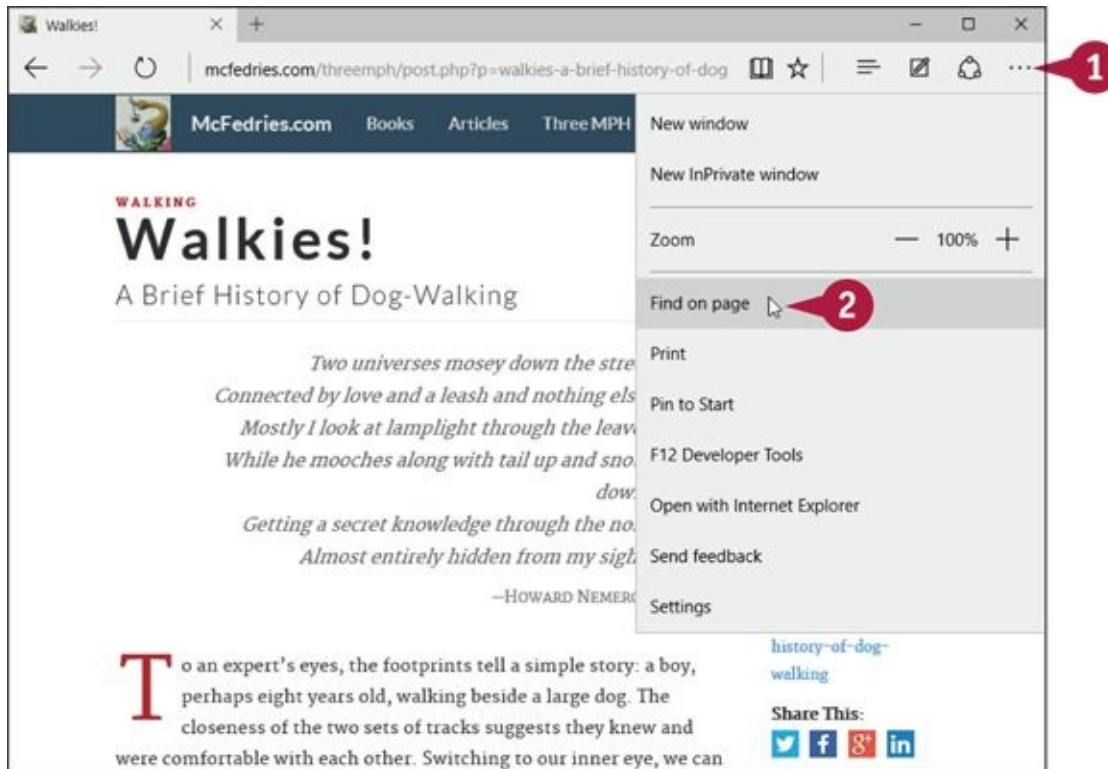 Walkies!
mcfedries.com/threemph/post.php?p=walkies-a-brief-history-of-dog
1
McFedries.com Books Articles Three MPH
New window
New InPrivate window
Zoom 100%
Find on page
2
Print
Pin to Start
F12 Developer Tools
Open with Internet Explorer
Send feedback
Settings
WALKING
Walkies!
A Brief History of Dog-Walking
Two universes mosey down the stre
Connected by love and a leash and nothing els
Mostly I look at lamplight through the leave
While he mooches along with tail up and sno
dow
Getting a secret knowledge through the no
Almost entirely hidden from my sigh
—HOWARD NEMERO
To an expert's eyes, the footprints tell a simple story: a boy,
perhaps eight years old, walking beside a large dog. The
closeness of the two sets of tracks suggests they knew and
were comfortable with each other. Switching to our inner eye, we can
history-of-dog-
walking
Share This:
f g+ in